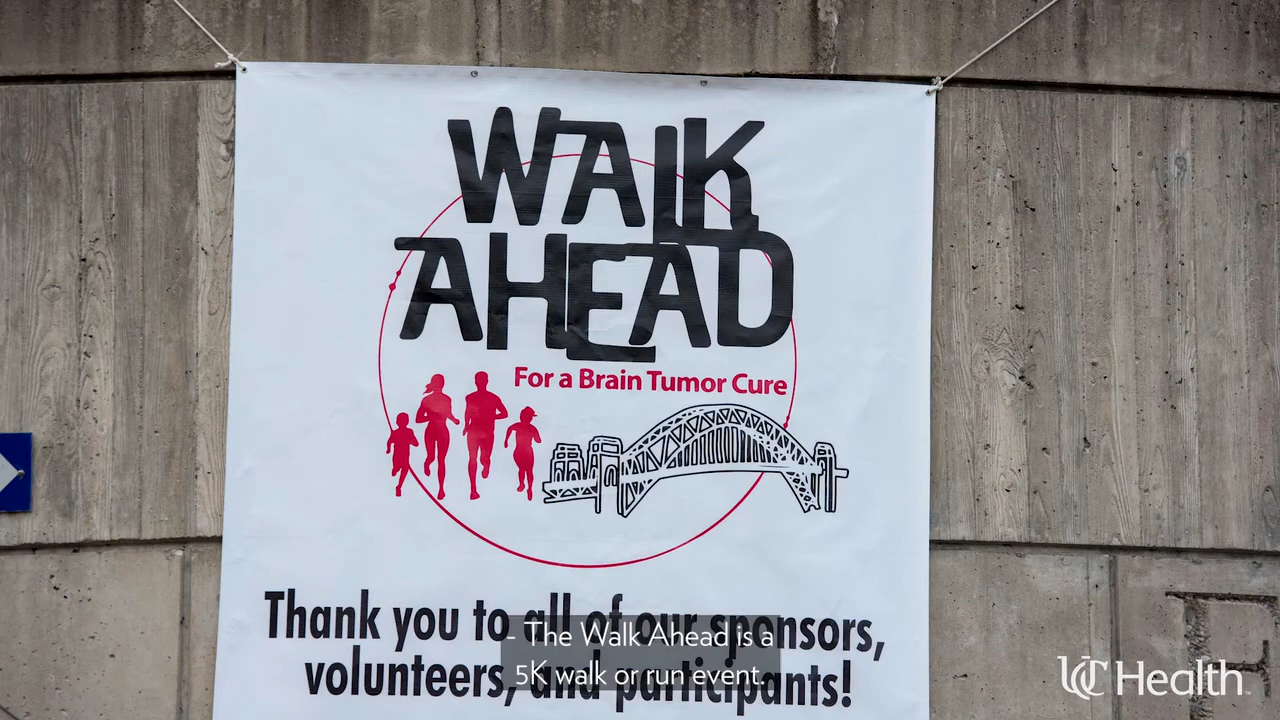 WALK
AHEAD
For a Brain Tumor Cure
Thank you to all of our sponsors,
volunteers, and participants!
- The Walk Ahead is a
5K walk or run event.
UC Health